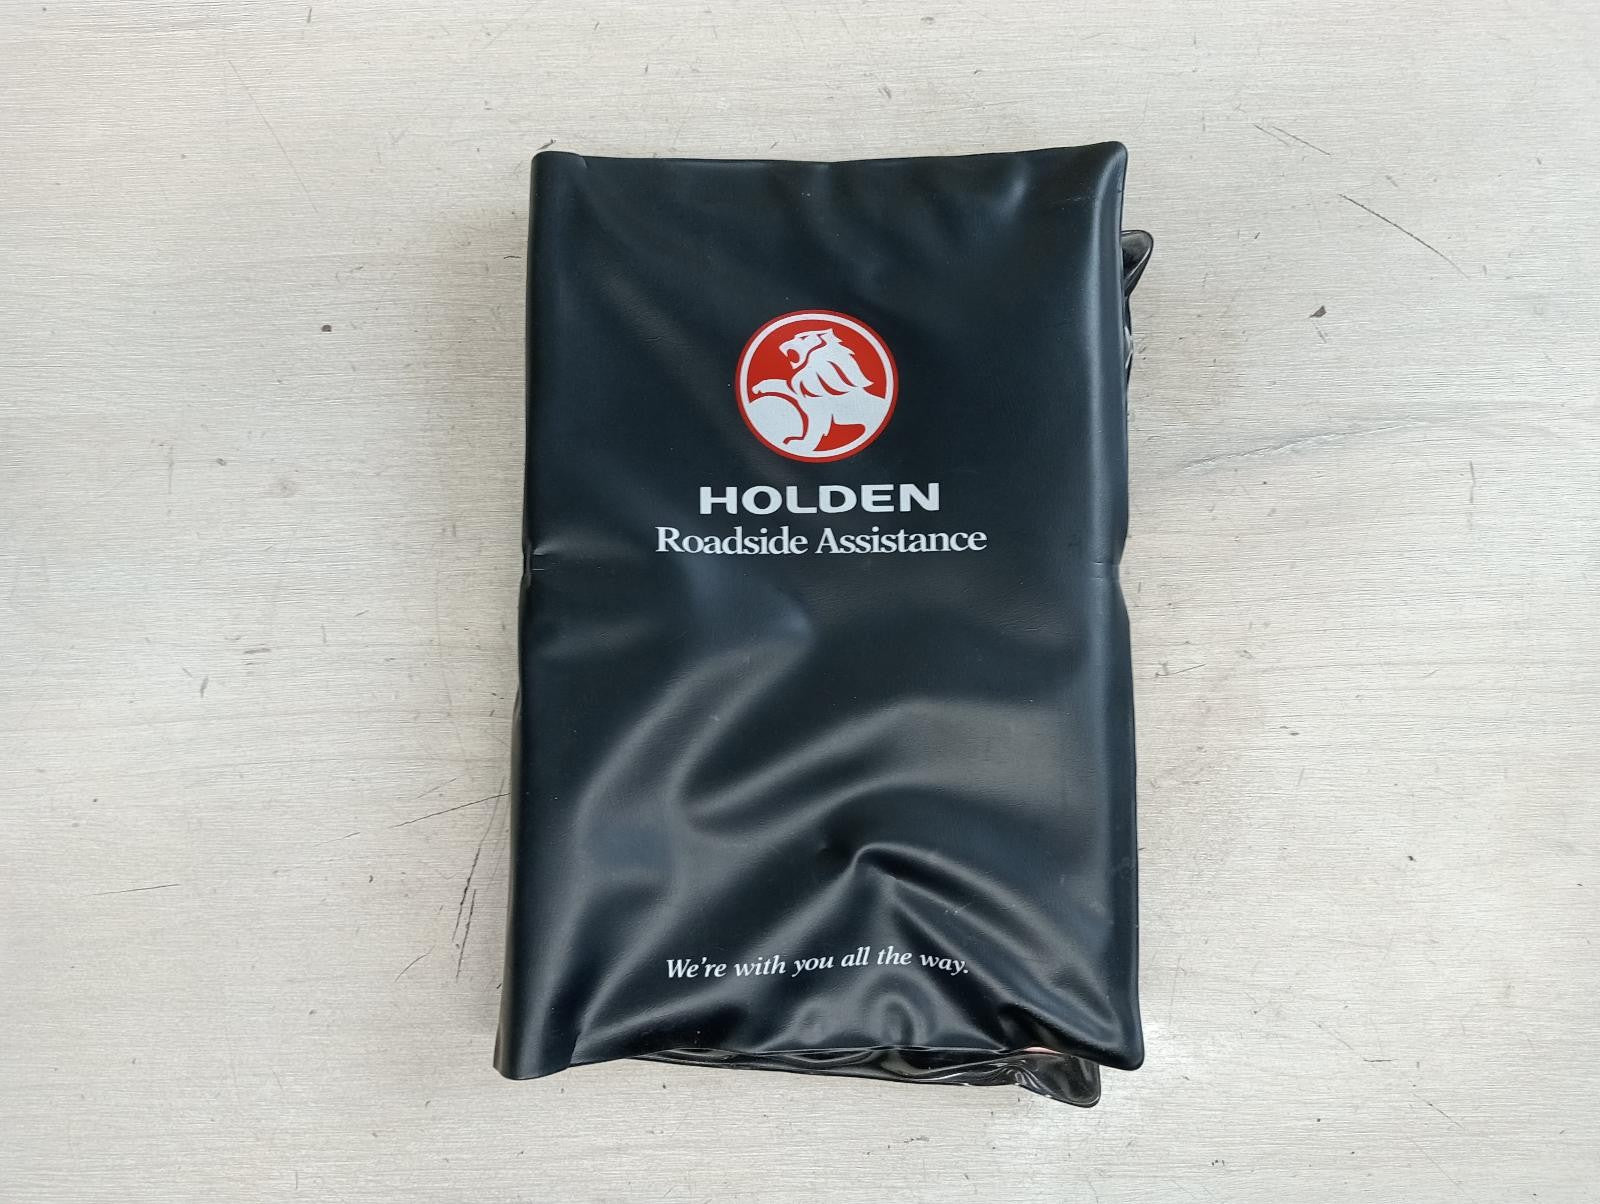 HOLDEN
Roadside Assistance
We're with you all the way.